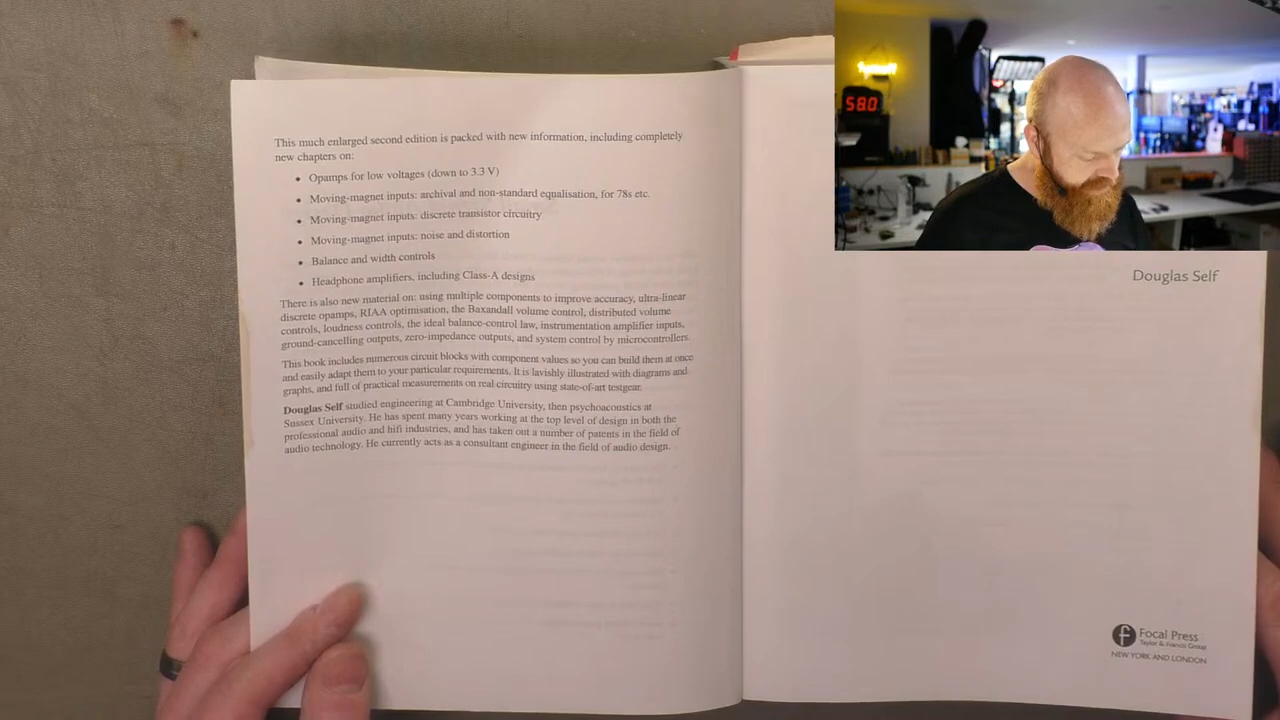 This much enlarged second edition is packed with new information, including completely
new chapters on:
• Opamps for low voltages (down to 3.3 V)
• Moving-magnet inputs: archival and non-standard equalisation, for 78s etc.
• Moving-magnet inputs: discrete transistor circuitry
• Moving-magnet inputs: noise and distortion
• Balance and width controls
• Headphone amplifiers, including Class-A designs
There is also new material on: using multiple components to improve accuracy, ultra-linear
discrete opamps, RIAA optimisation, the Baxandall volume control, distributed volume
controls, loudness controls, the ideal balance-control law, instrumentation amplifier inputs,
ground-cancelling outputs, zero-impedance outputs, and system control by microcontrollers.
This book includes numerous circuit blocks with component values so you can build them at once
and easily adapt them to your particular requirements. It is lavishly illustrated with diagrams and
graphs, and full of practical measurements on real circuitry using state-of-art testgear.
Douglas Self studied engineering at Cambridge University, then psychoacoustics at
Sussex University. He has spent many years working at the top level of design in both the
professional audio and hifi industries, and has taken out a number of patents in the field of
audio technology. He currently acts as a consultant engineer in the field of audio design.
58.0
Douglas Self
f Focal Press
Taylor & Francis Group
NEW YORK AND LONDON